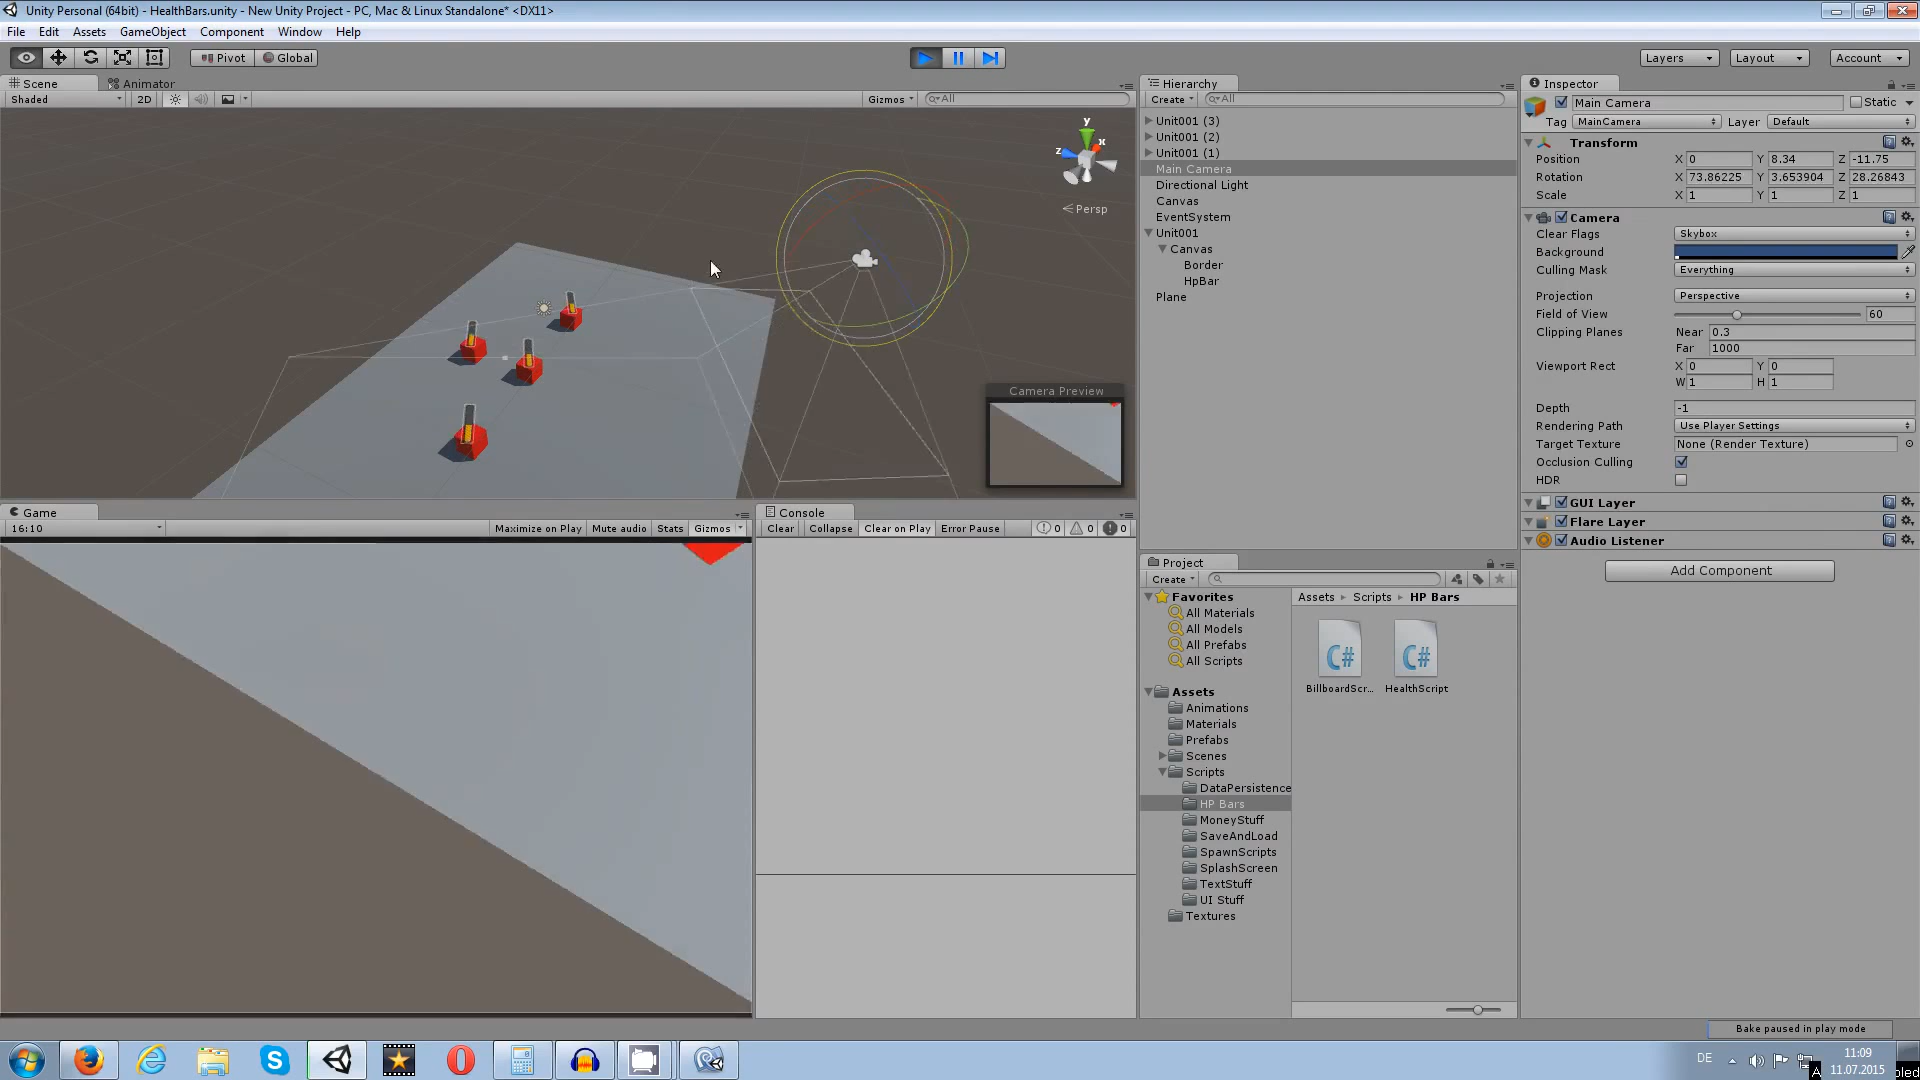 Unity Personal (64bit) - HealthBars.unity - New Unity Project - PC, Mac & Linux Standalone* <DX11>
File Edit Assets GameObject Component Window Help
Pivot Global
Layers Layout Account
Scene Animator
Shaded 2D Gizmos All
y
x
z
Persp
Camera Preview
Hierarchy
Create All
Unit001 (3)
Unit001 (2)
Unit001 (1)
Main Camera
Directional Light
Canvas
EventSystem
Unit001
Canvas
Border
HpBar
Plane
Inspector
Main Camera Static
Tag MainCamera Layer Default
Transform
Position X 0 Y 8.34 Z -11.75
Rotation X 73.86225 Y 3.653904 Z 28.26843
Scale X 1 Y 1 Z 1
Camera
Clear Flags Skybox
Background
Culling Mask Everything
Projection Perspective
Field of View 60
Clipping Planes Near 0.3
Far 1000
Viewport Rect X 0 Y 0
W 1 H 1
Depth -1
Rendering Path Use Player Settings
Target Texture None (Render Texture)
Occlusion Culling
HDR
GUI Layer
Flare Layer
Audio Listener
Add Component
Game
16:10 Maximize on Play Mute audio Stats Gizmos
Console
Clear Collapse Clear on Play Error Pause 0 0 0
Project
Create
Favorites
All Materials
All Models
All Prefabs
All Scripts
Assets
Animations
Materials
Prefabs
Scenes
Scripts
DataPersistence
HP Bars
MoneyStuff
SaveAndLoad
SpawnScripts
SplashScreen
TextStuff
UI Stuff
Textures
Assets Scripts HP Bars
C# C#
BillboardScr... HealthScript
Bake paused in play mode
DE
11:09
11.07.2015